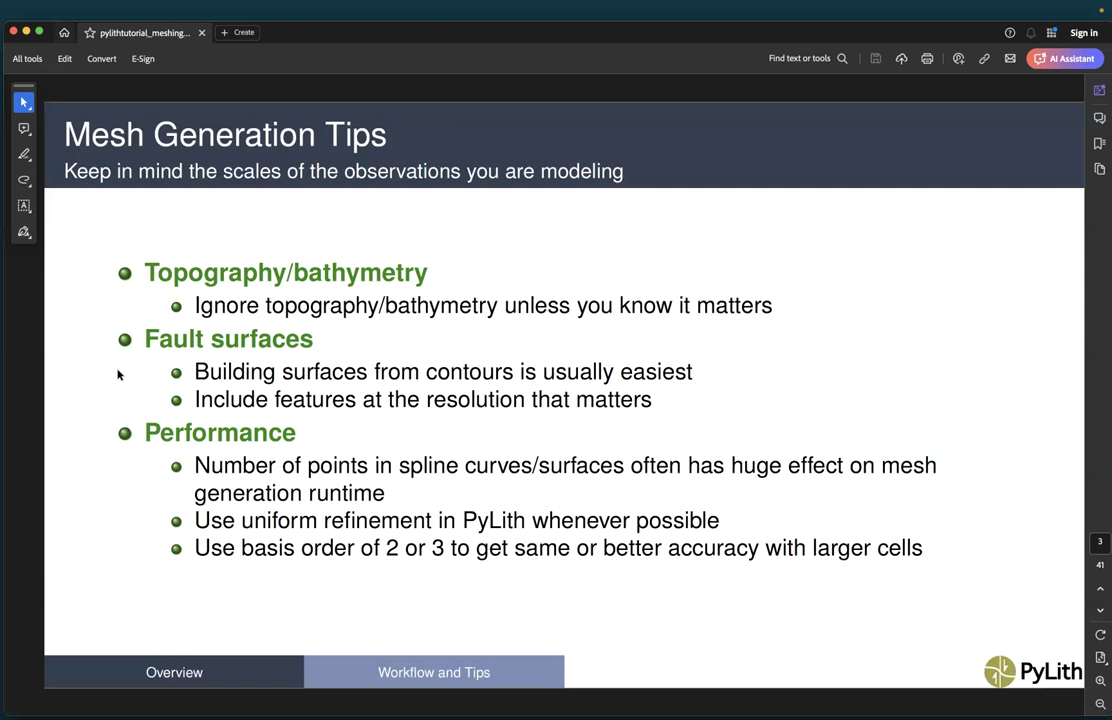 pylithtutorial_meshing...
Create
Sign in
All tools
Edit
Convert
E-Sign
Find text or tools
AI Assistant
Mesh Generation Tips
Keep in mind the scales of the observations you are modeling
Topography/bathymetry
Ignore topography/bathymetry unless you know it matters
Fault surfaces
Building surfaces from contours is usually easiest
Include features at the resolution that matters
Performance
Number of points in spline curves/surfaces often has huge effect on mesh
generation runtime
Use uniform refinement in PyLith whenever possible
Use basis order of 2 or 3 to get same or better accuracy with larger cells
3
41
Overview
Workflow and Tips
PyLith